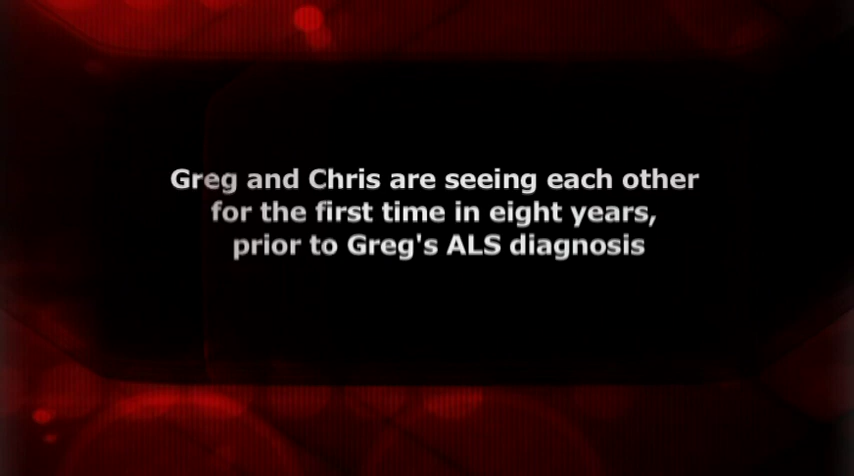 Greg and Chris are seeing each other
for the first time in eight years,
prior to Greg's ALS diagnosis